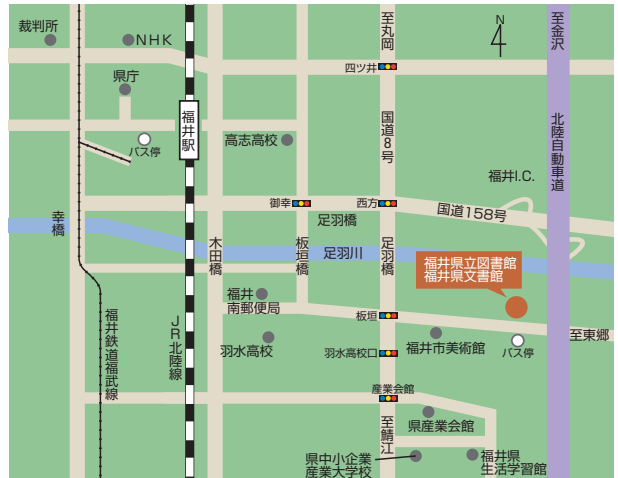 裁判所
NHK
至丸岡
N
至金沢
四ツ井
県庁
福井駅
バス停
高志高校
国道8号
北陸自動車道
福井I.C.
御幸
西方
足羽橋
国道158号
幸橋
木田橋
板垣橋
足羽川
足羽橋
福井県立図書館
福井県文書館
福井
南郵便局
板垣
至東郷
福井鉄道福武線
JR北陸線
羽水高校
羽水高校口
福井市美術館
バス停
産業会館
至鯖江
県産業会館
県中小企業
産業大学校
福井県
生活学習館